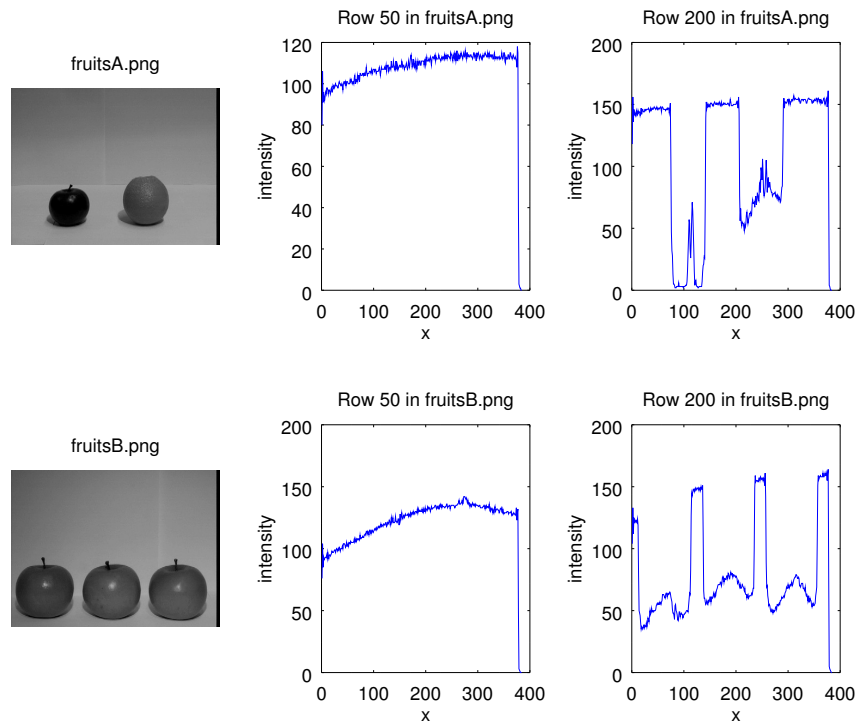 fruitsA.png
Row 50 in fruitsA.png
intensity
120
100
80
60
40
20
0
0 100 200 300 400
x
Row 200 in fruitsA.png
intensity
200
150
100
50
0
0 100 200 300 400
x
fruitsB.png
Row 50 in fruitsB.png
intensity
200
150
100
50
0
0 100 200 300 400
x
Row 200 in fruitsB.png
intensity
200
150
100
50
0
0 100 200 300 400
x